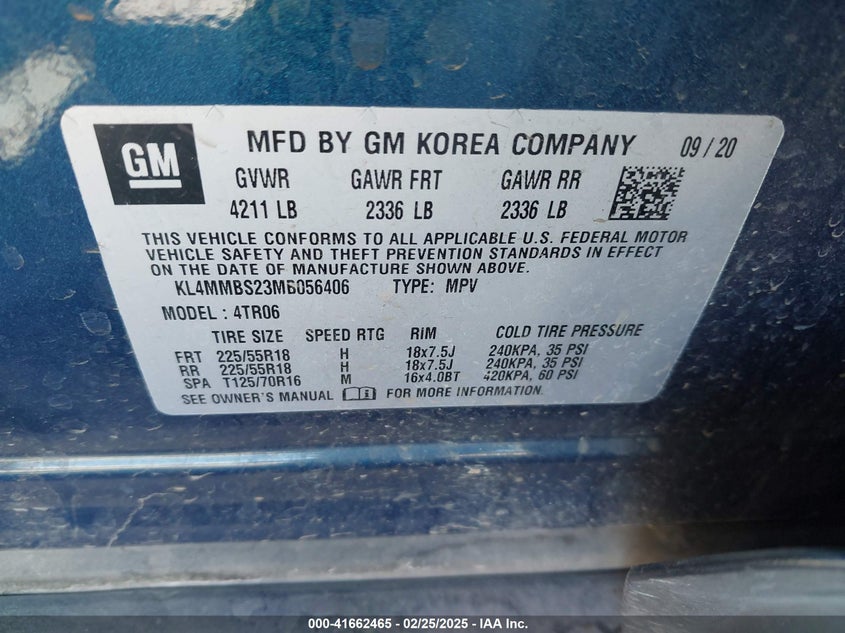 GM MFD BY GM KOREA COMPANY 09/20
GVWR GAWR FRT GAWR RR
4211 LB 2336 LB 2336 LB
THIS VEHICLE CONFORMS TO ALL APPLICABLE U.S. FEDERAL MOTOR
VEHICLE SAFETY AND THEFT PREVENTION STANDARDS IN EFFECT
ON THE DATE OF MANUFACTURE SHOWN ABOVE.
KL4MMBS23MB056406 TYPE: MPV
MODEL: 4TR06
TIRE SIZE SPEED RTG RIM COLD TIRE PRESSURE
FRT 225/55R18 H 18x7.5J 240KPA, 35 PSI
RR 225/55R18 H 18x7.5J 240KPA, 35 PSI
SPA T125/70R16 M 16x4.0BT 420KPA, 60 PSI
SEE OWNER'S MANUAL i FOR MORE INFORMATION.
000-41662465 - 02/25/2025 - IAA Inc.